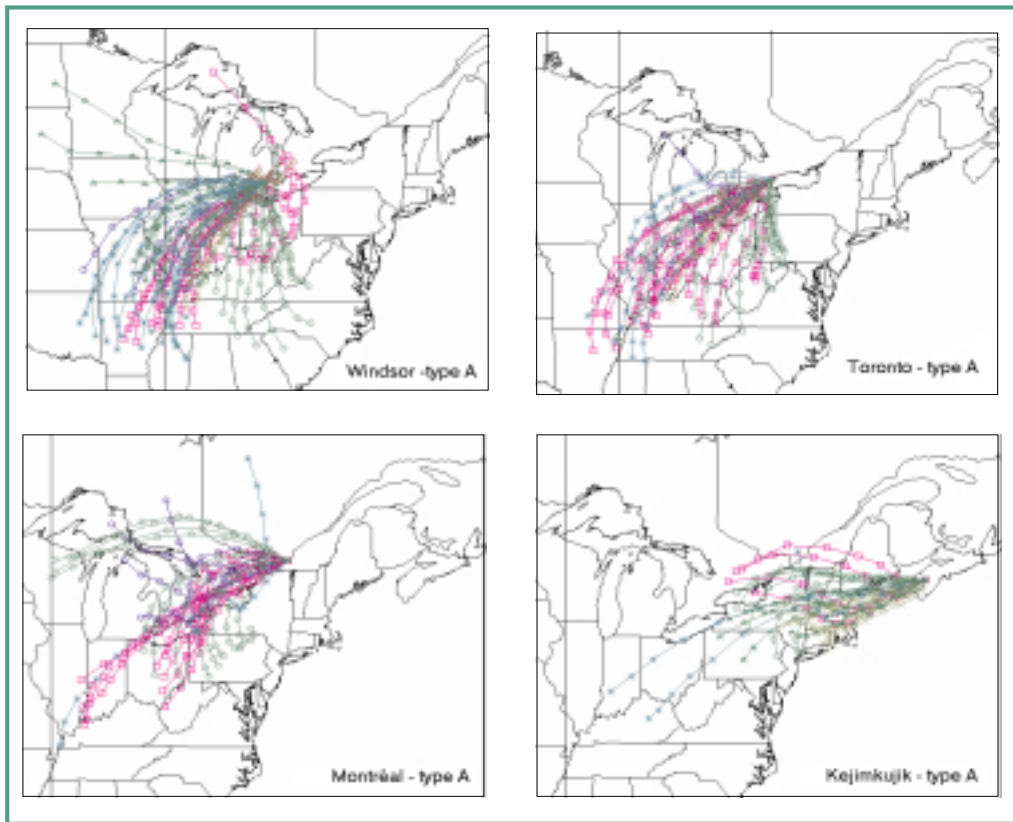 Windsor -type A
Toronto - type A
Montréal - type A
Kejimkujik - type A